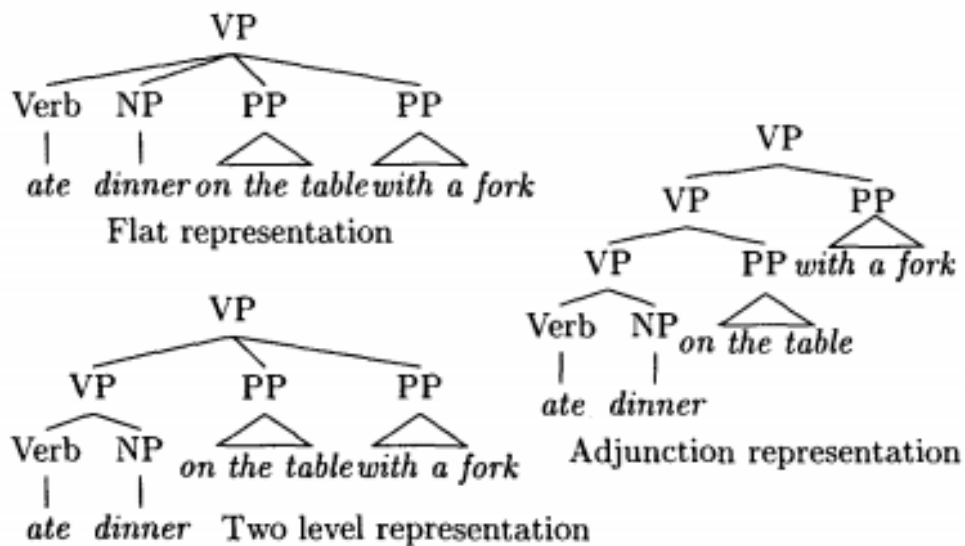 VP
Verb NP PP PP
ate dinner on the table with a fork
Flat representation
VP
VP PP PP
Verb NP on the table with a fork
ate dinner Two level representation
VP
VP PP
VP PP with a fork
Verb NP on the table
ate dinner
Adjunction representation